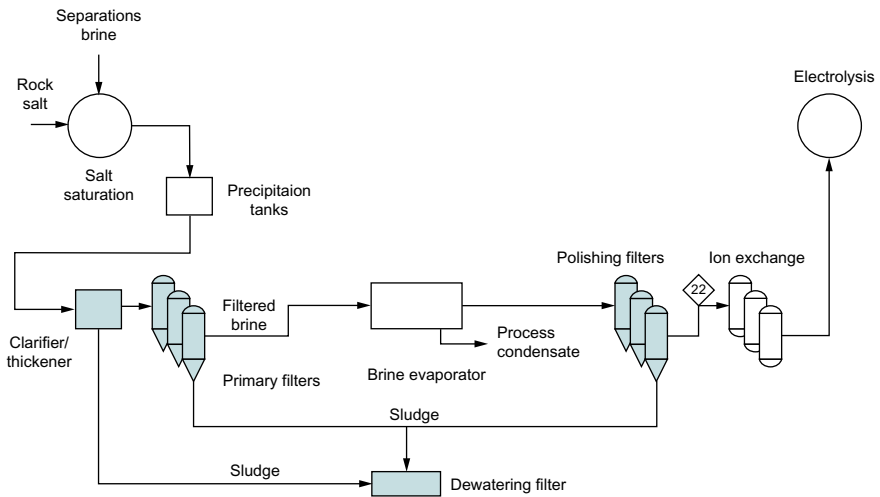 Separations
brine
Rock
salt
Salt
saturation
Precipitaion
tanks
Electrolysis
Polishing filters
Ion exchange
22
Filtered
brine
Clarifier/
thickener
Primary filters
Brine evaporator
Process
condensate
Sludge
Sludge
Dewatering filter